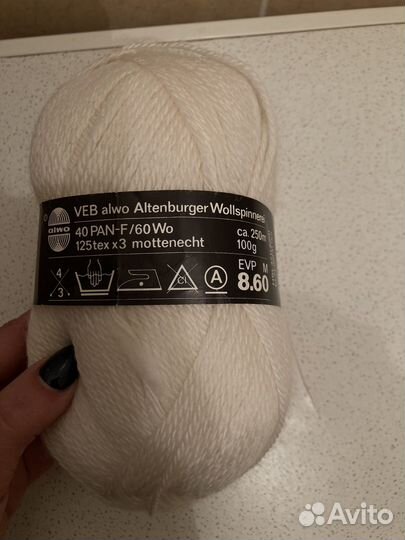 VEB alwo Altenburger Wollspinnerei
alwo
40 PAN-F/60 Wo
ca. 250m
125tex x3 mottenecht
100g
EVP M
8.60
4
3
Cl
A
Avito